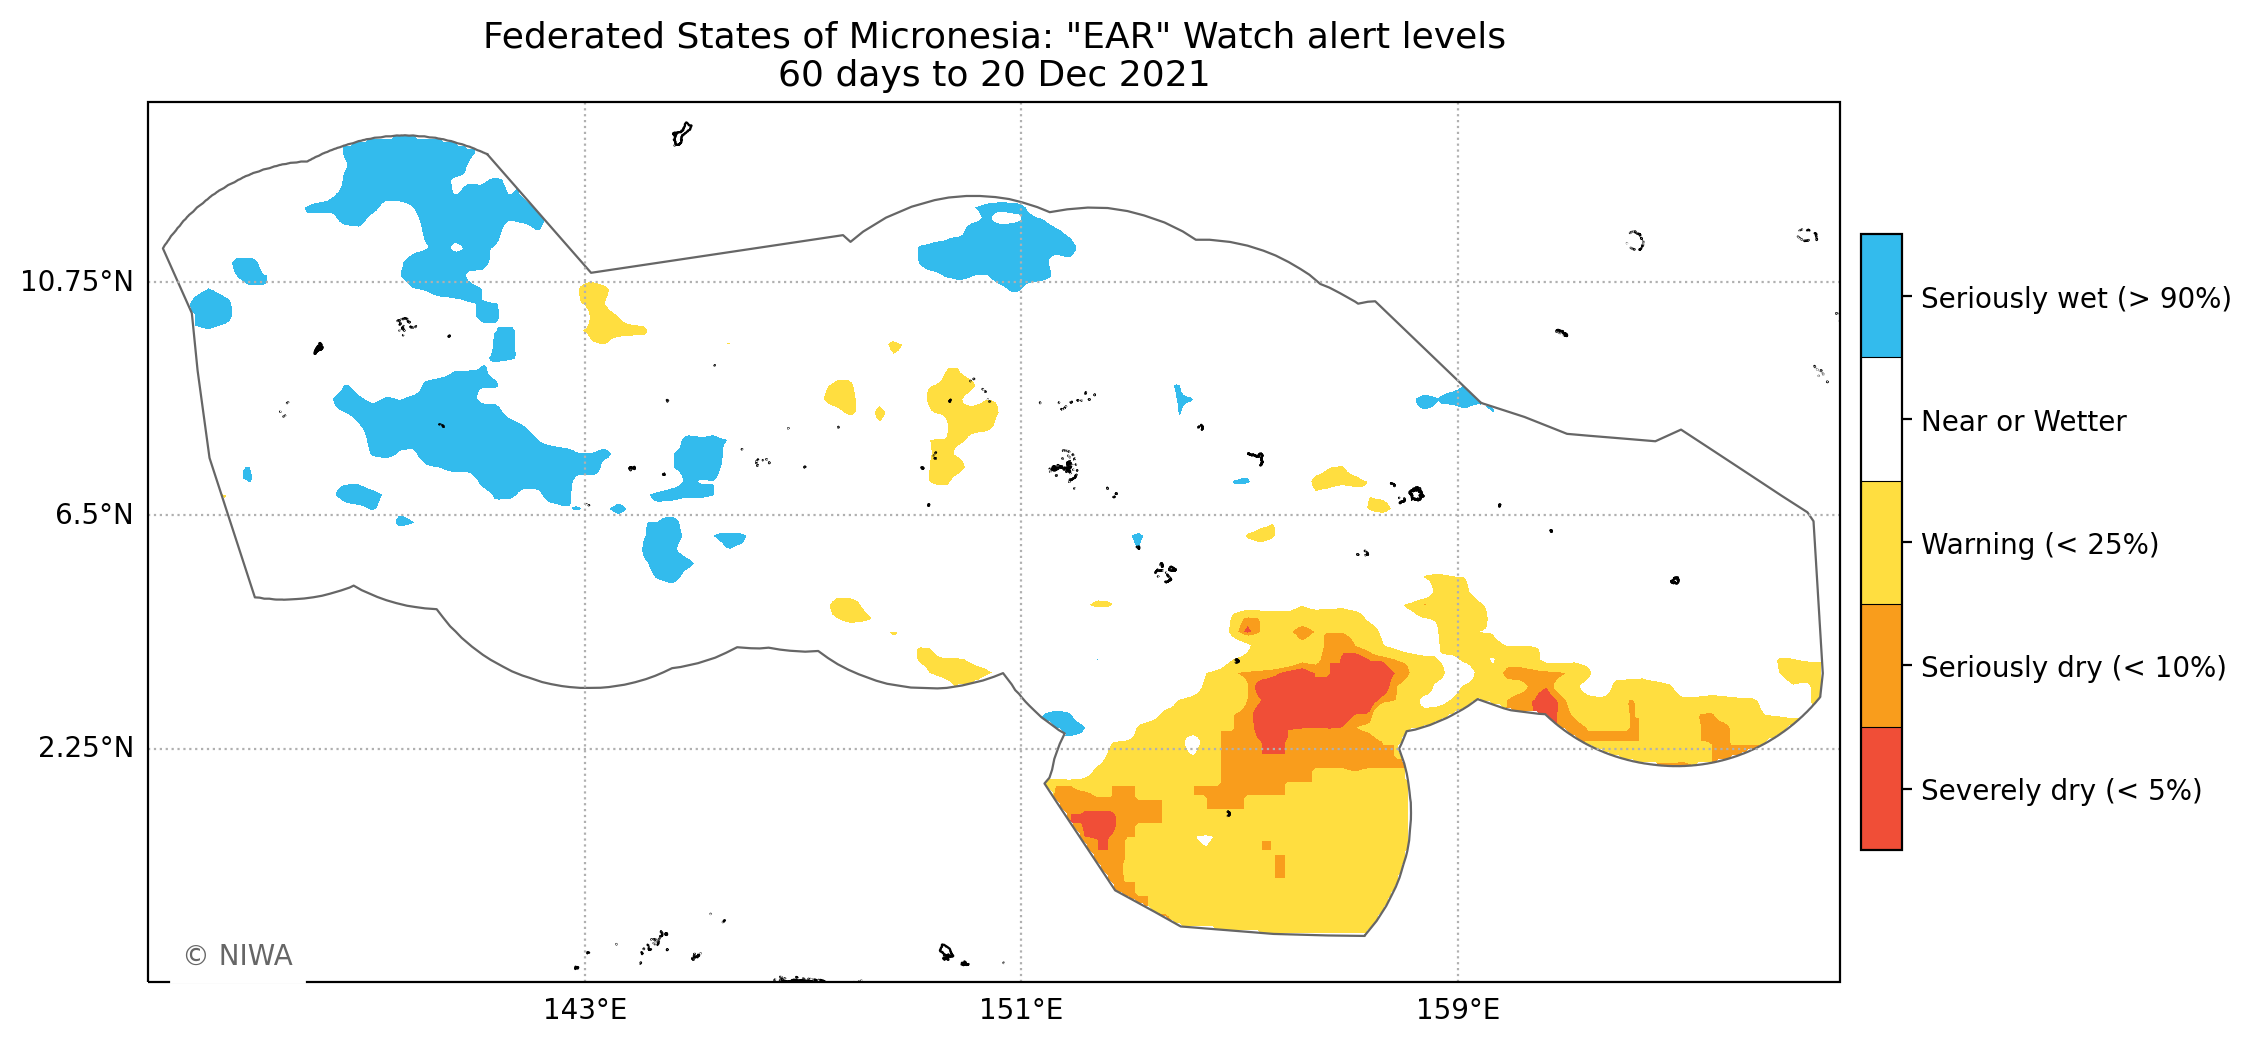 Federated States of Micronesia: "EAR" Watch alert levels
60 days to 20 Dec 2021
10.75°N
6.5°N
2.25°N
143°E
151°E
159°E
Seriously wet (> 90%)
Near or Wetter
Warning (< 25%)
Seriously dry (< 10%)
Severely dry (< 5%)
© NIWA